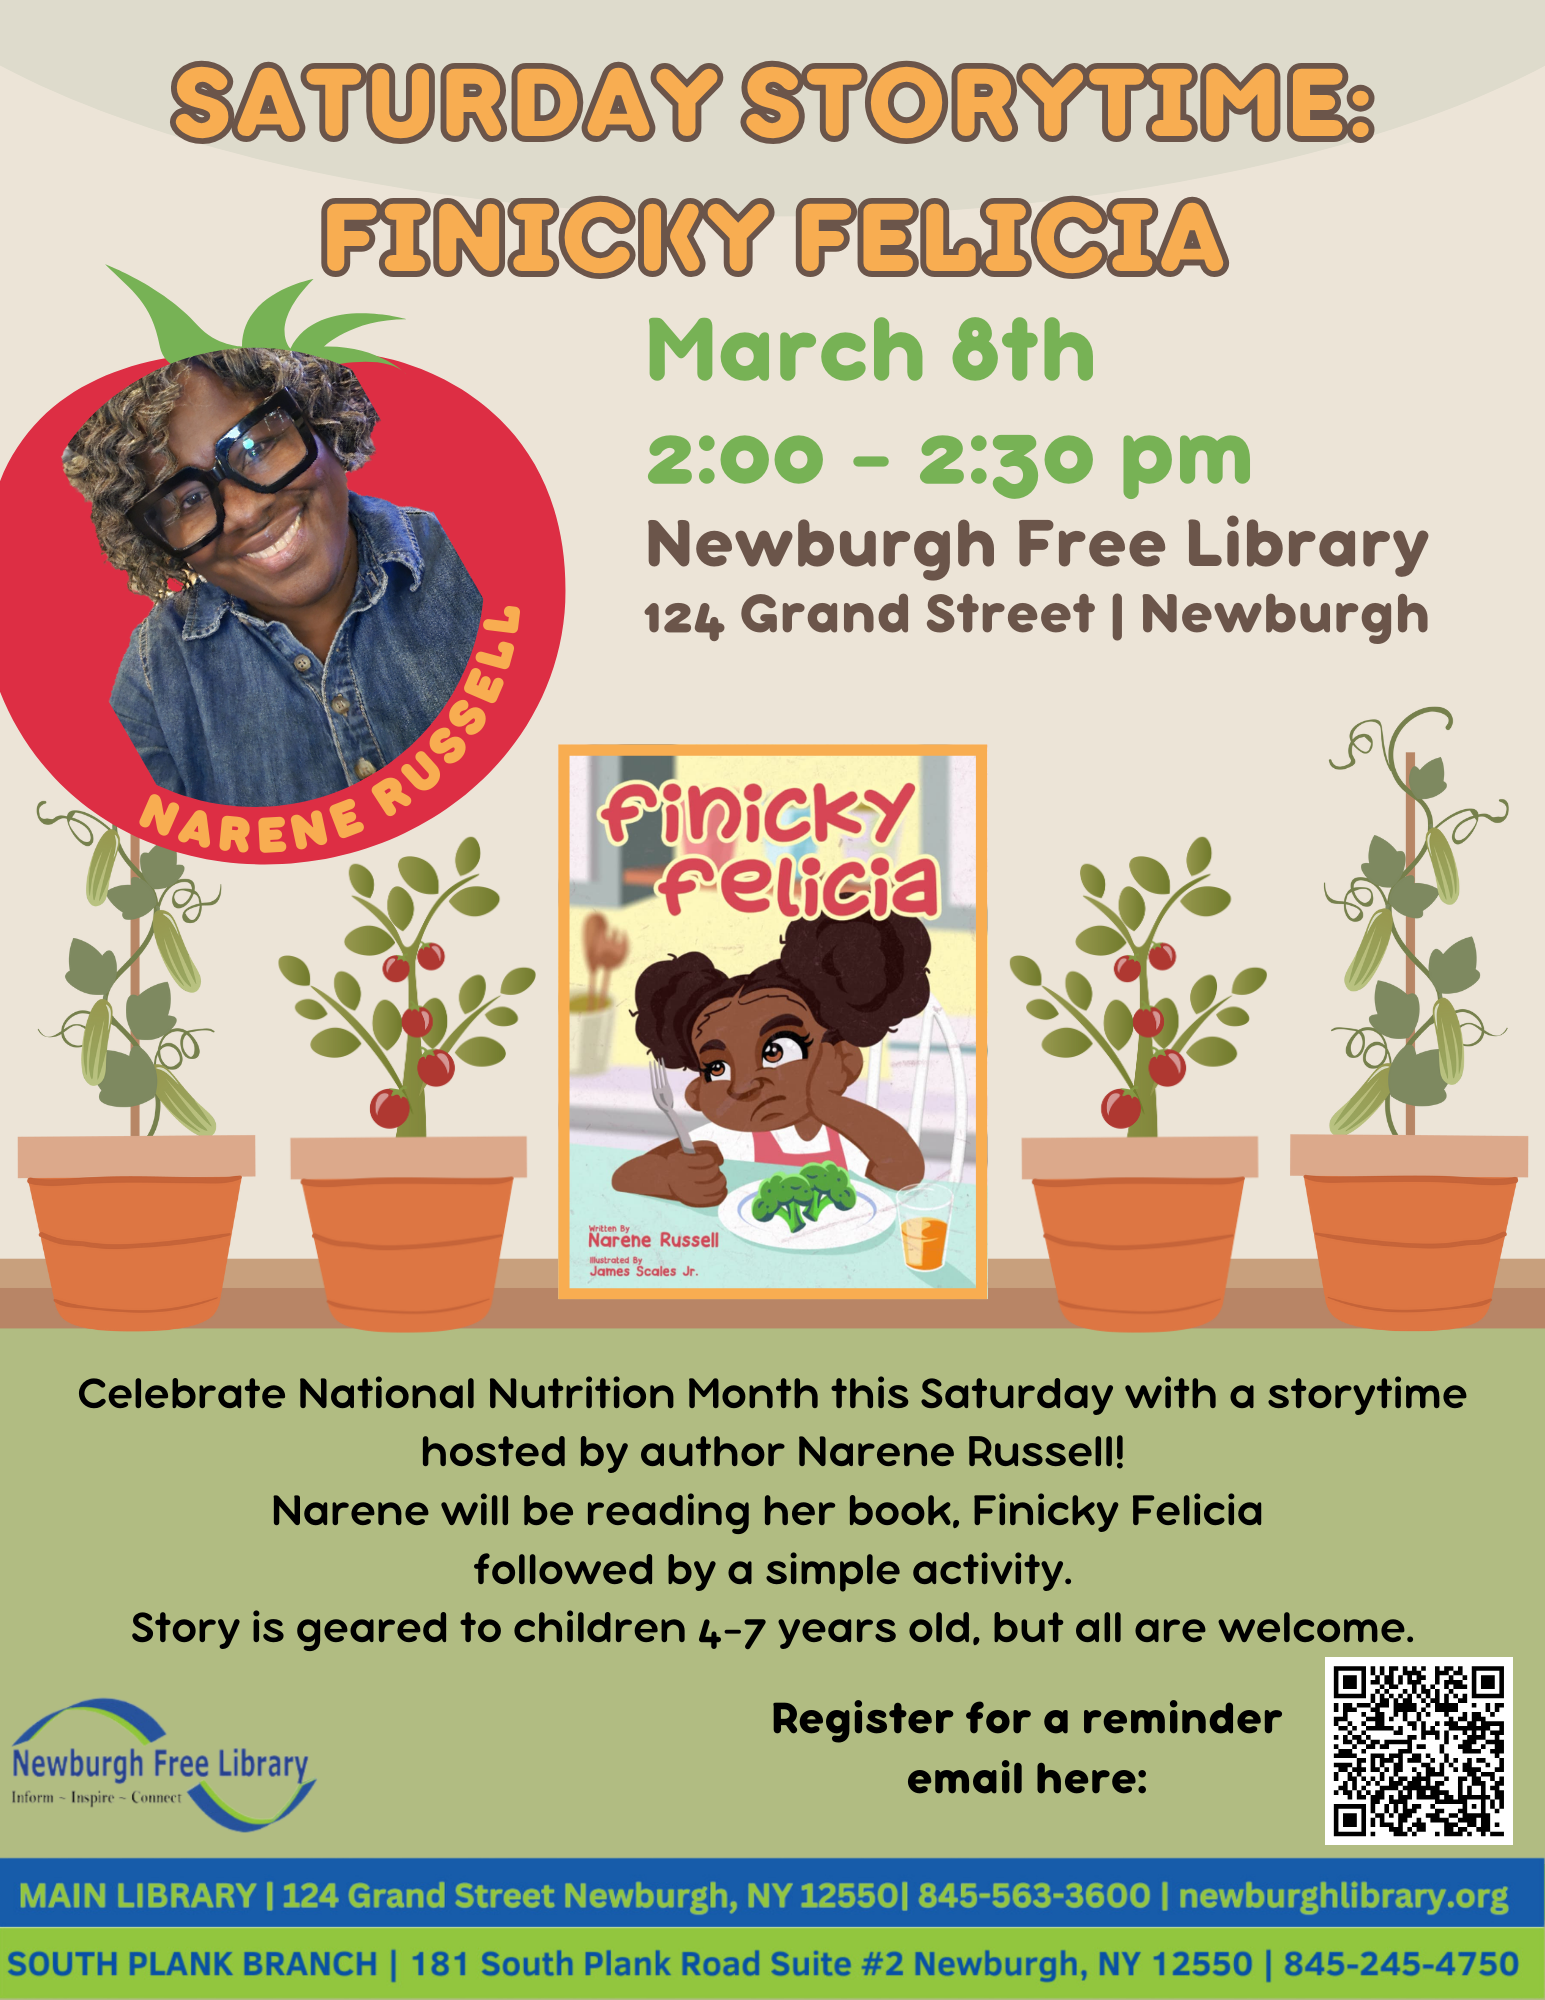 SATURDAY STORYTIME:
FINICKY FELICIA
March 8th
2:00 - 2:30 pm
Newburgh Free Library
124 Grand Street | Newburgh
NARENE RUSSELL
finicky
felicia
Written By
Narene Russell
Illustrated By
James Scales Jr.
Celebrate National Nutrition Month this Saturday with a storytime
hosted by author Narene Russell!
Narene will be reading her book, Finicky Felicia
followed by a simple activity.
Story is geared to children 4-7 years old, but all are welcome.
Register for a reminder
email here:
Newburgh Free Library
Inform ~ Inspire ~ Connect
MAIN LIBRARY | 124 Grand Street Newburgh, NY 12550| 845-563-3600 | newburghlibrary.org
SOUTH PLANK BRANCH | 181 South Plank Road Suite #2 Newburgh, NY 12550 | 845-245-4750